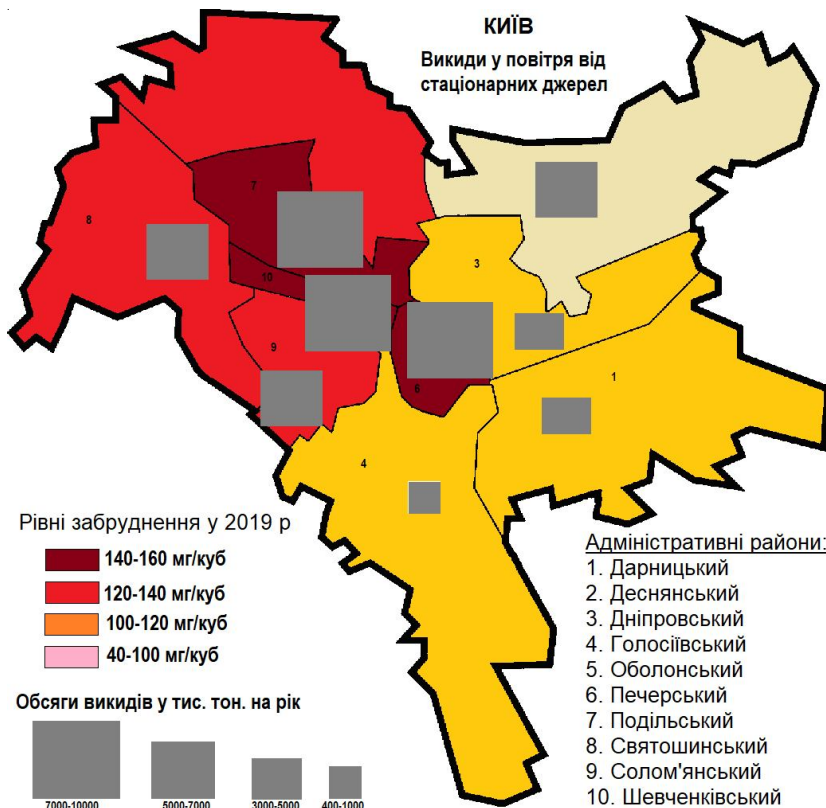 КИЇВ
Викиди у повітря від
стаціонарних джерел
7
8
3
10
9
1
6
4
Рівні забруднення у 2019 р
140-160 мг/куб
120-140 мг/куб
100-120 мг/куб
40-100 мг/куб
Обсяги викидів у тис. тон. на рік
7000-10000
5000-7000
3000-5000
400-1000
Адміністративні райони:
1. Дарницький
2. Деснянський
3. Дніпровський
4. Голосіївський
5. Оболонський
6. Печерський
7. Подільський
8. Святошинський
9. Солом'янський
10. Шевченківський